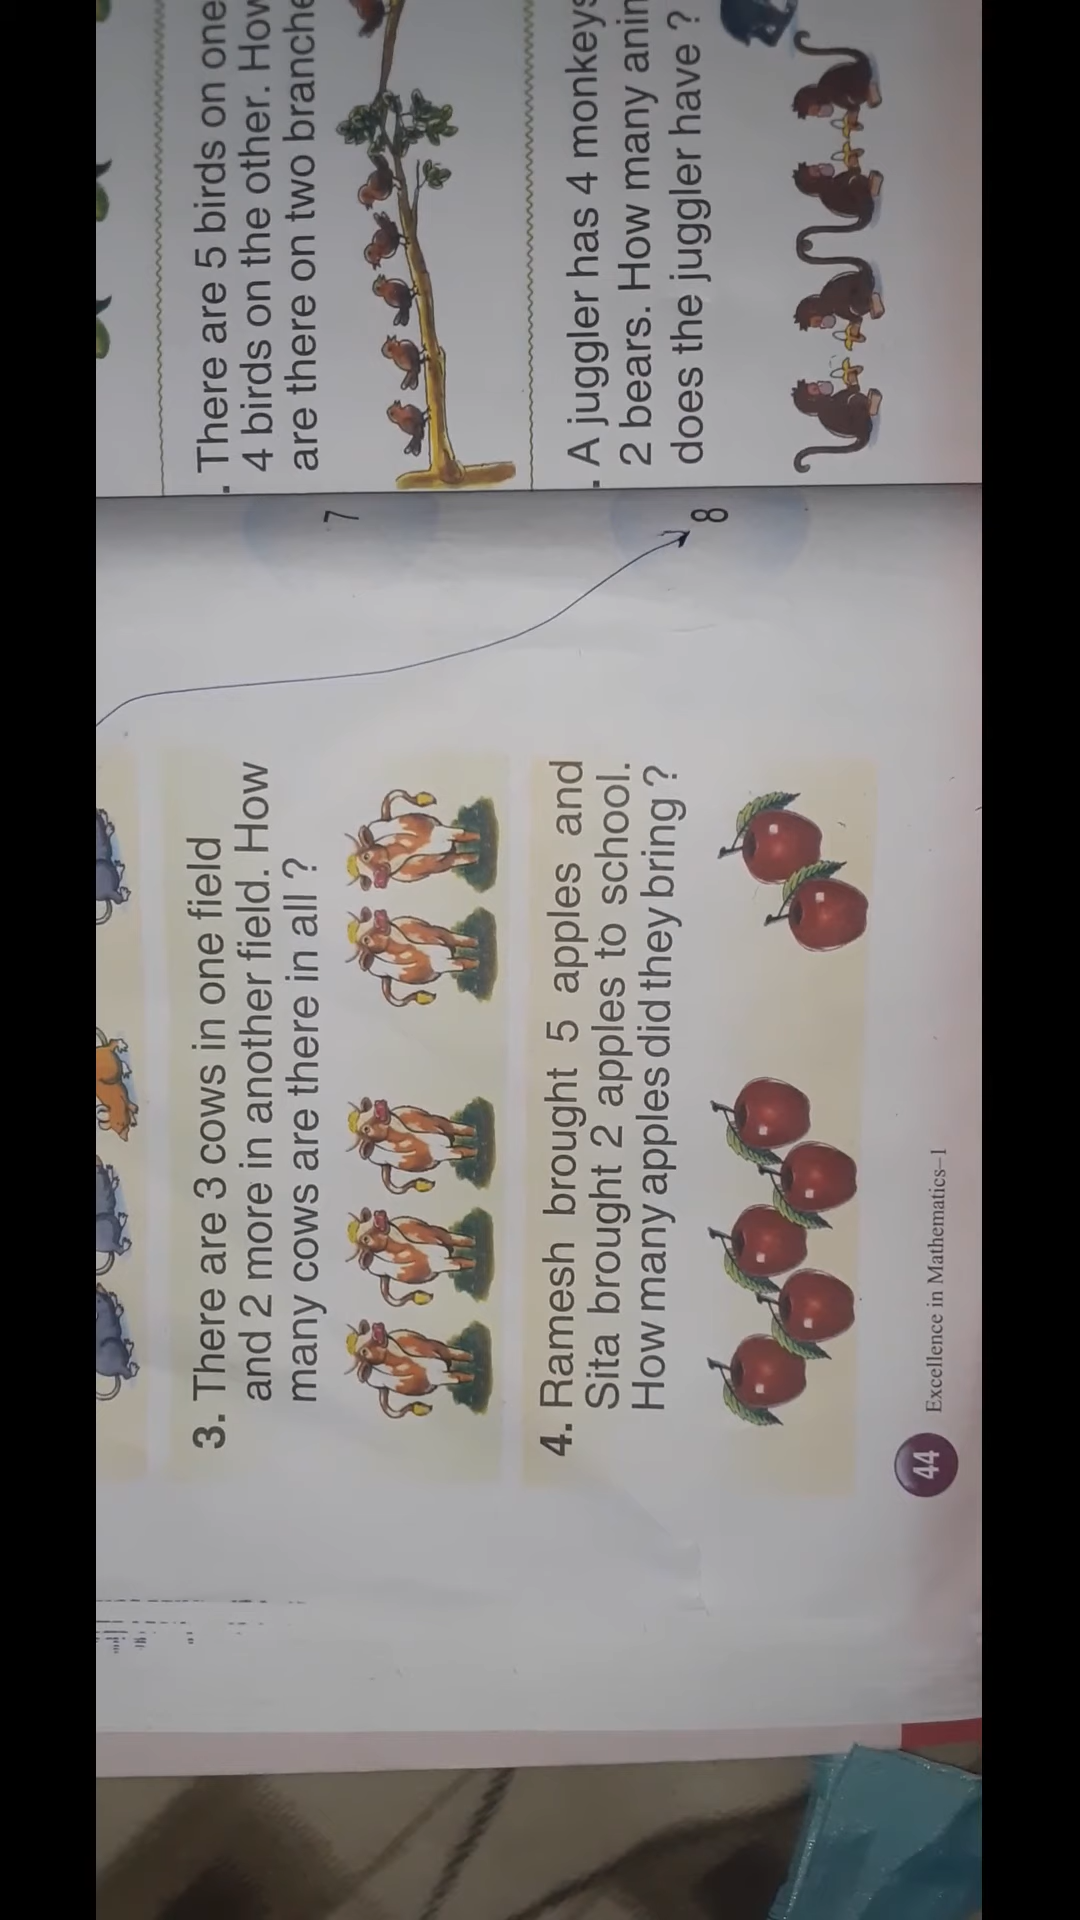 3. There are 3 cows in one field
and 2 more in another field. How
many cows are there in all ?
4. Ramesh brought 5 apples and
Sita brought 2 apples to school.
How many apples did they bring ?
44 Excellence in Mathematics–1
7
. There are 5 birds on one
4 birds on the other. How
are there on two
8
. A juggler has 4 monkeys
2 bears. How many
does the juggler have ?